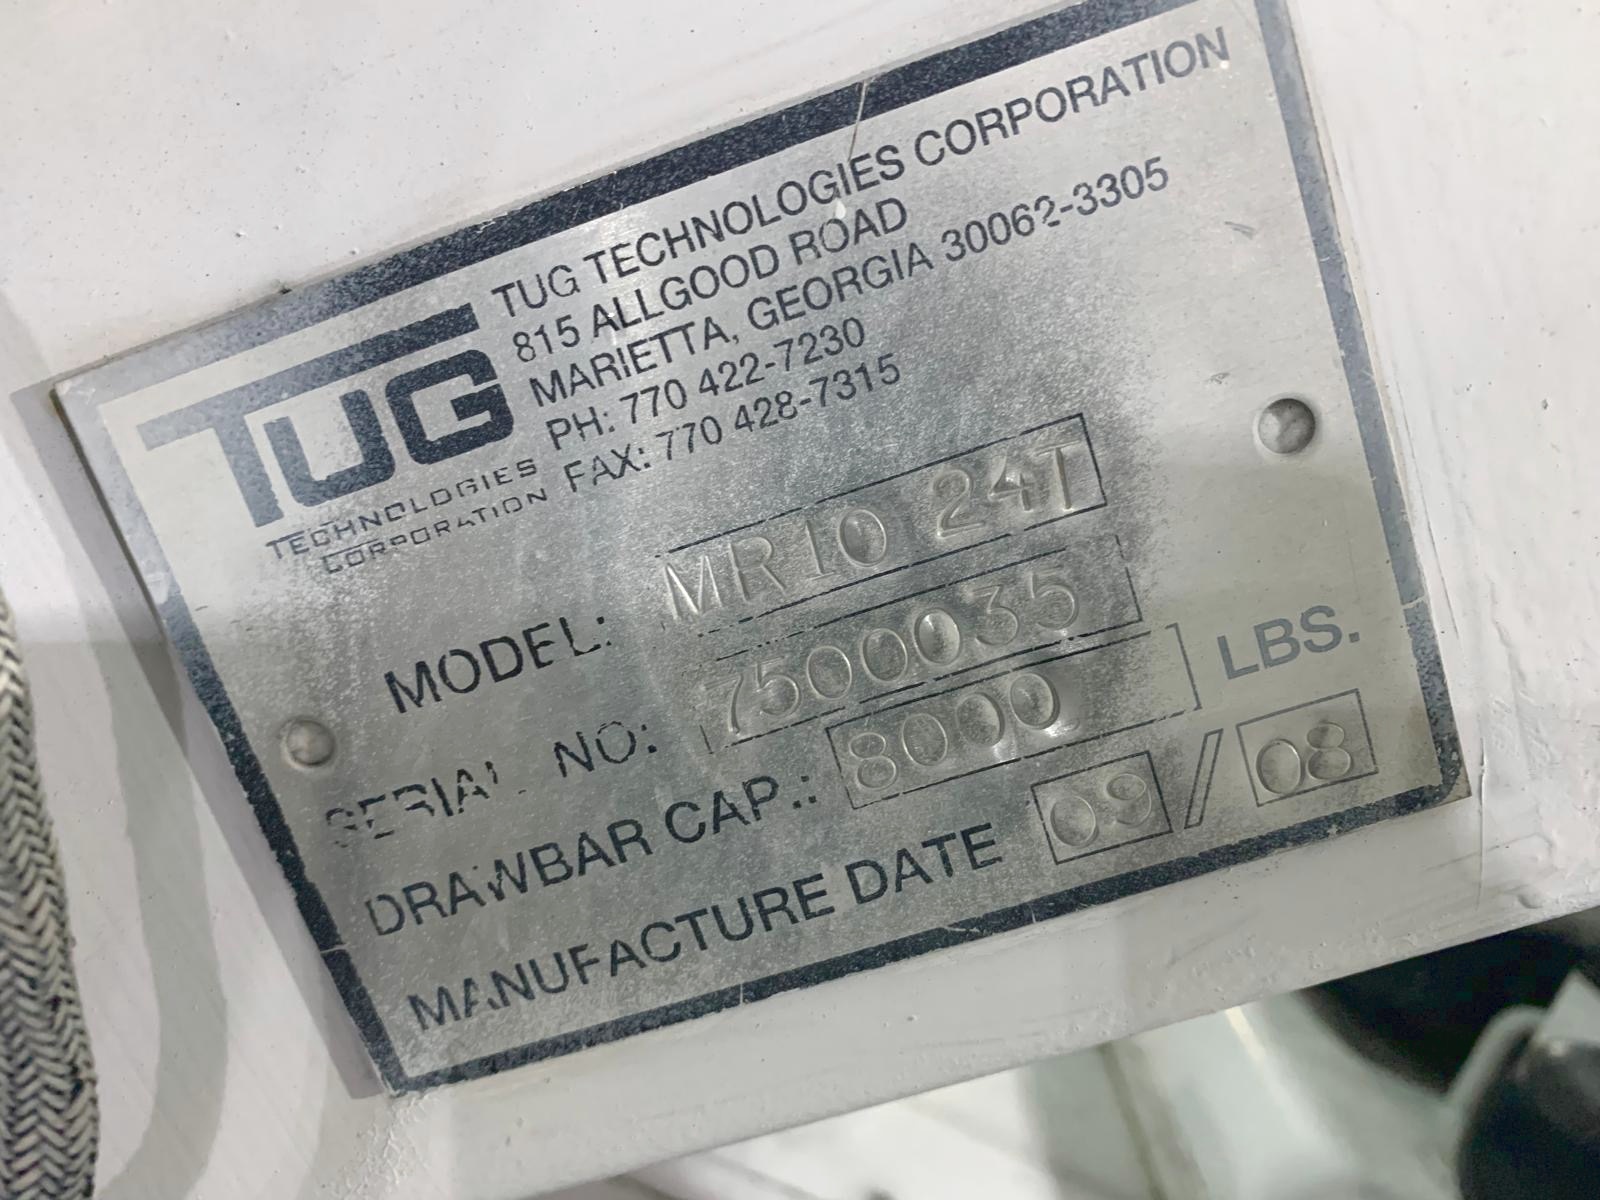 TUG TECHNOLOGIES CORPORATION
815 ALLGOOD ROAD
MARIETTA, GEORGIA 30062-3305
PH: 770 422-7230
FAX: 770 428-7315
TUG
TECHNOLOGIES
CORPORATION
MODEL: MR10 24T
SERIAL NO: 7500035
DRAWBAR CAP.: 8000 LBS.
MANUFACTURE DATE 09/08